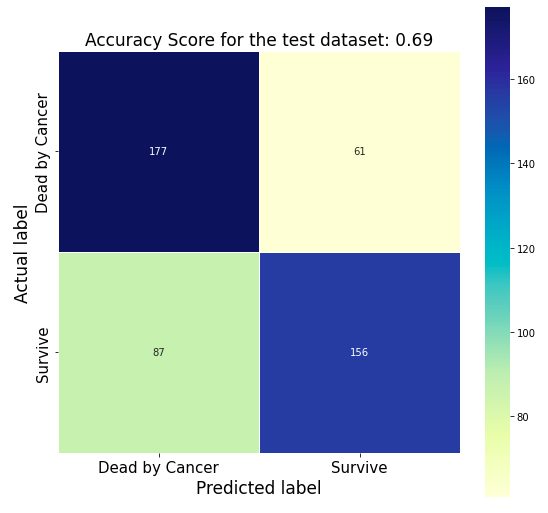 Accuracy Score for the test dataset: 0.69
Actual label
Dead by Cancer
177
61
Survive
87
156
Dead by Cancer
Survive
Predicted label
160
140
120
100
80